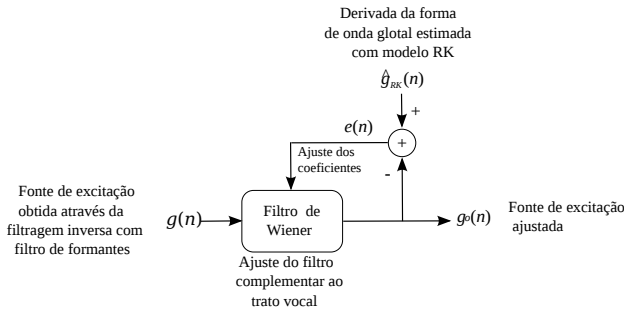 Derivada da forma
de onda glotal estimada
com modelo RK
ĝRK(n)
+
e(n)
+
Ajuste dos
coeficientes
-
Fonte de excitação
obtida através da
filtragem inversa com
filtro de formantes
g(n)
Filtro de
Wiener
go(n)
Fonte de excitação
ajustada
Ajuste do filtro
complementar ao
trato vocal